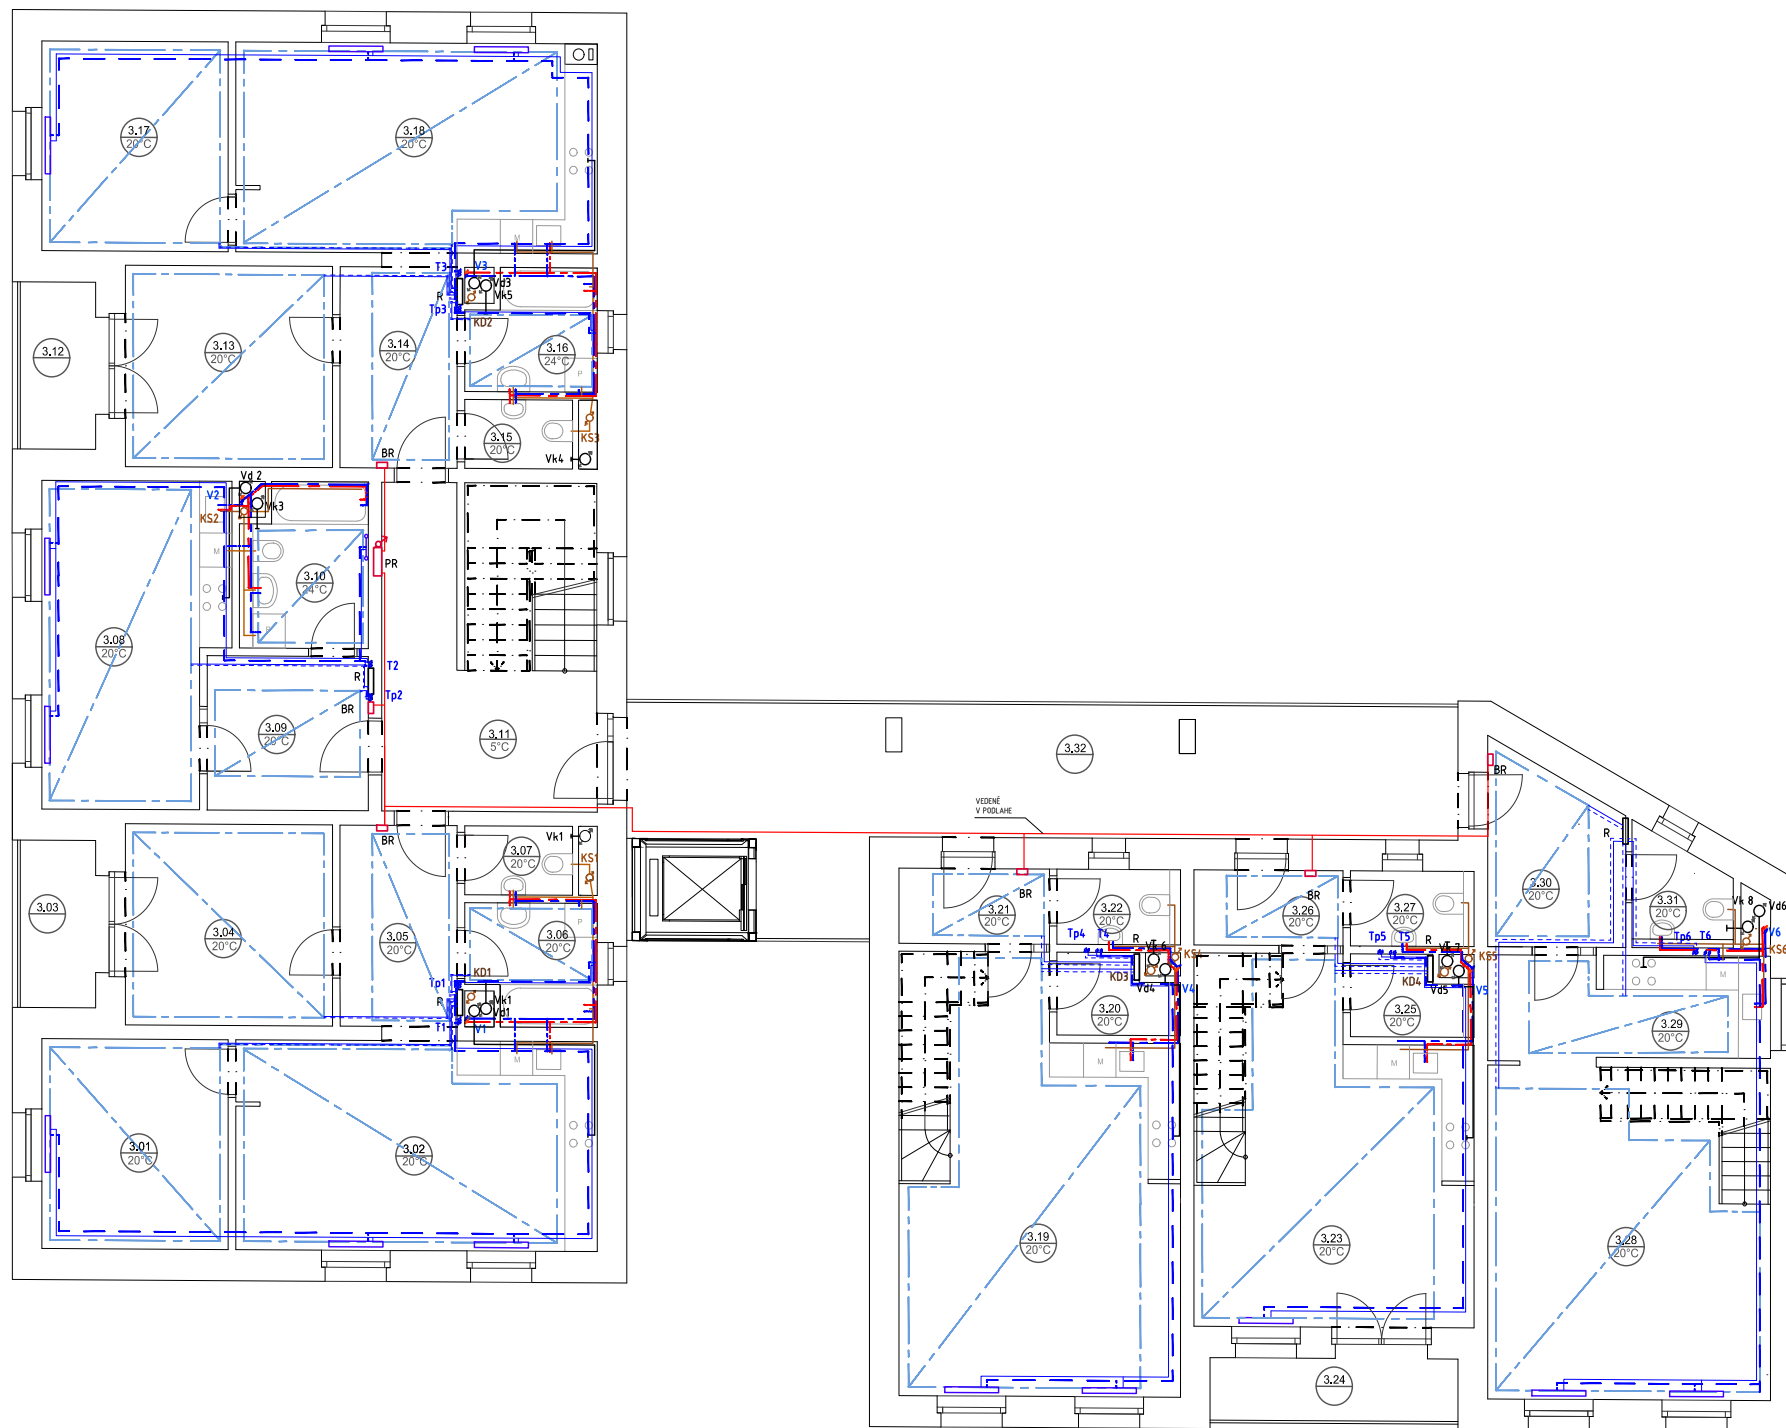 3.17
20°C
3.18
20°C
M
T3
V3
Vd3
Vk5
R
Tp3
KD2
3.12
3.13
20°C
3.14
20°C
3.16
24°C
P
3.15
20°C
KS3
Vk4
BR
Vd 2
V2
Vk3
KS2
M
PR
3.10
24°C
P
3.08
20°C
T2
R
Tp2
BR
3.09
20°C
3.11
5°C
3.32
VEDENÉ
V PODLAHE
BR
BR
Vk1
3.07
20°C
KS1
R
3.03
3.04
20°C
3.05
20°C
3.06
20°C
P
KD1
Tp1
R
Vk1
Vd1
T1
V1
M
3.01
20°C
3.02
20°C
BR
3.21
20°C
3.22
20°C
Tp4
T4
R
KS4
KD3
Vd4
V4
3.20
20°C
M
3.19
20°C
BR
3.26
20°C
3.27
20°C
Tp5
T5
R
KS5
KD4
Vd5
V5
3.25
20°C
M
3.23
20°C
3.24
3.30
20°C
3.31
20°C
Vk 8
Vd6
V6
Tp6
T6
KS6
M
3.29
20°C
3.28
20°C